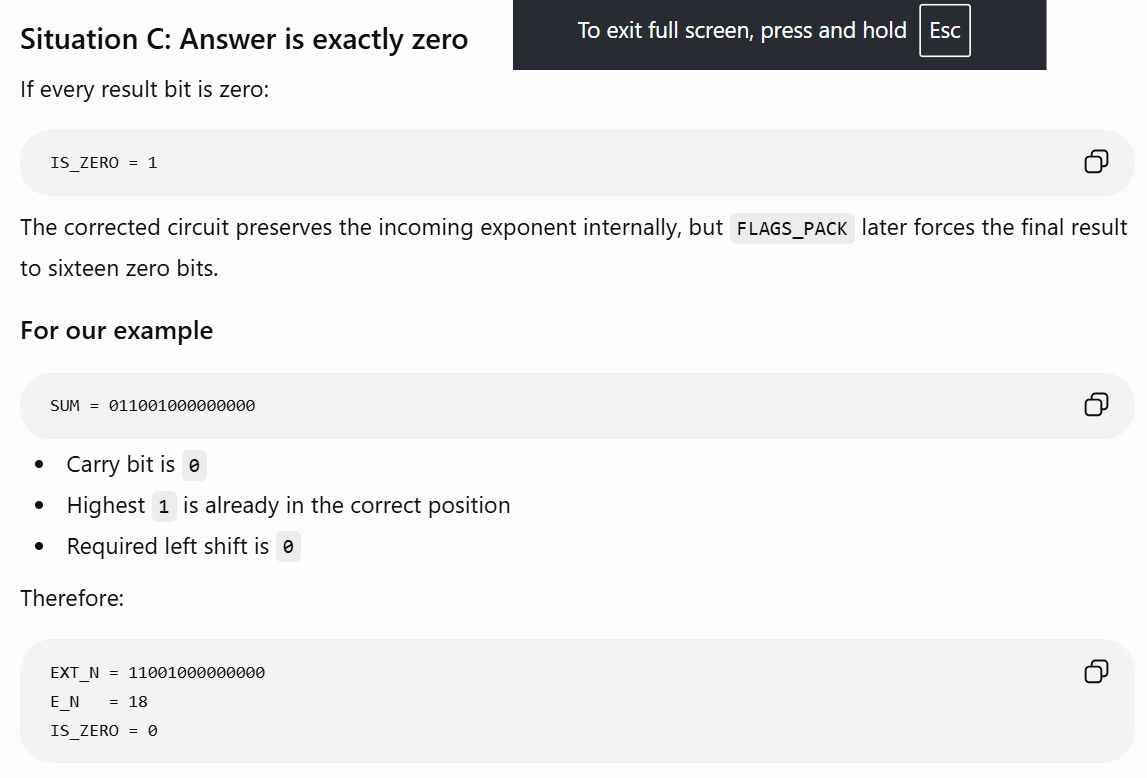 To exit full screen, press and hold Esc
Situation C: Answer is exactly zero
If every result bit is zero:
IS_ZERO = 1
The corrected circuit preserves the incoming exponent internally, but FLAGS_PACK later forces the final result
to sixteen zero bits.
For our example
SUM = 011001000000000
• Carry bit is 0
• Highest 1 is already in the correct position
• Required left shift is 0
Therefore:
EXT_N = 11001000000000
E_N   = 18
IS_ZERO = 0